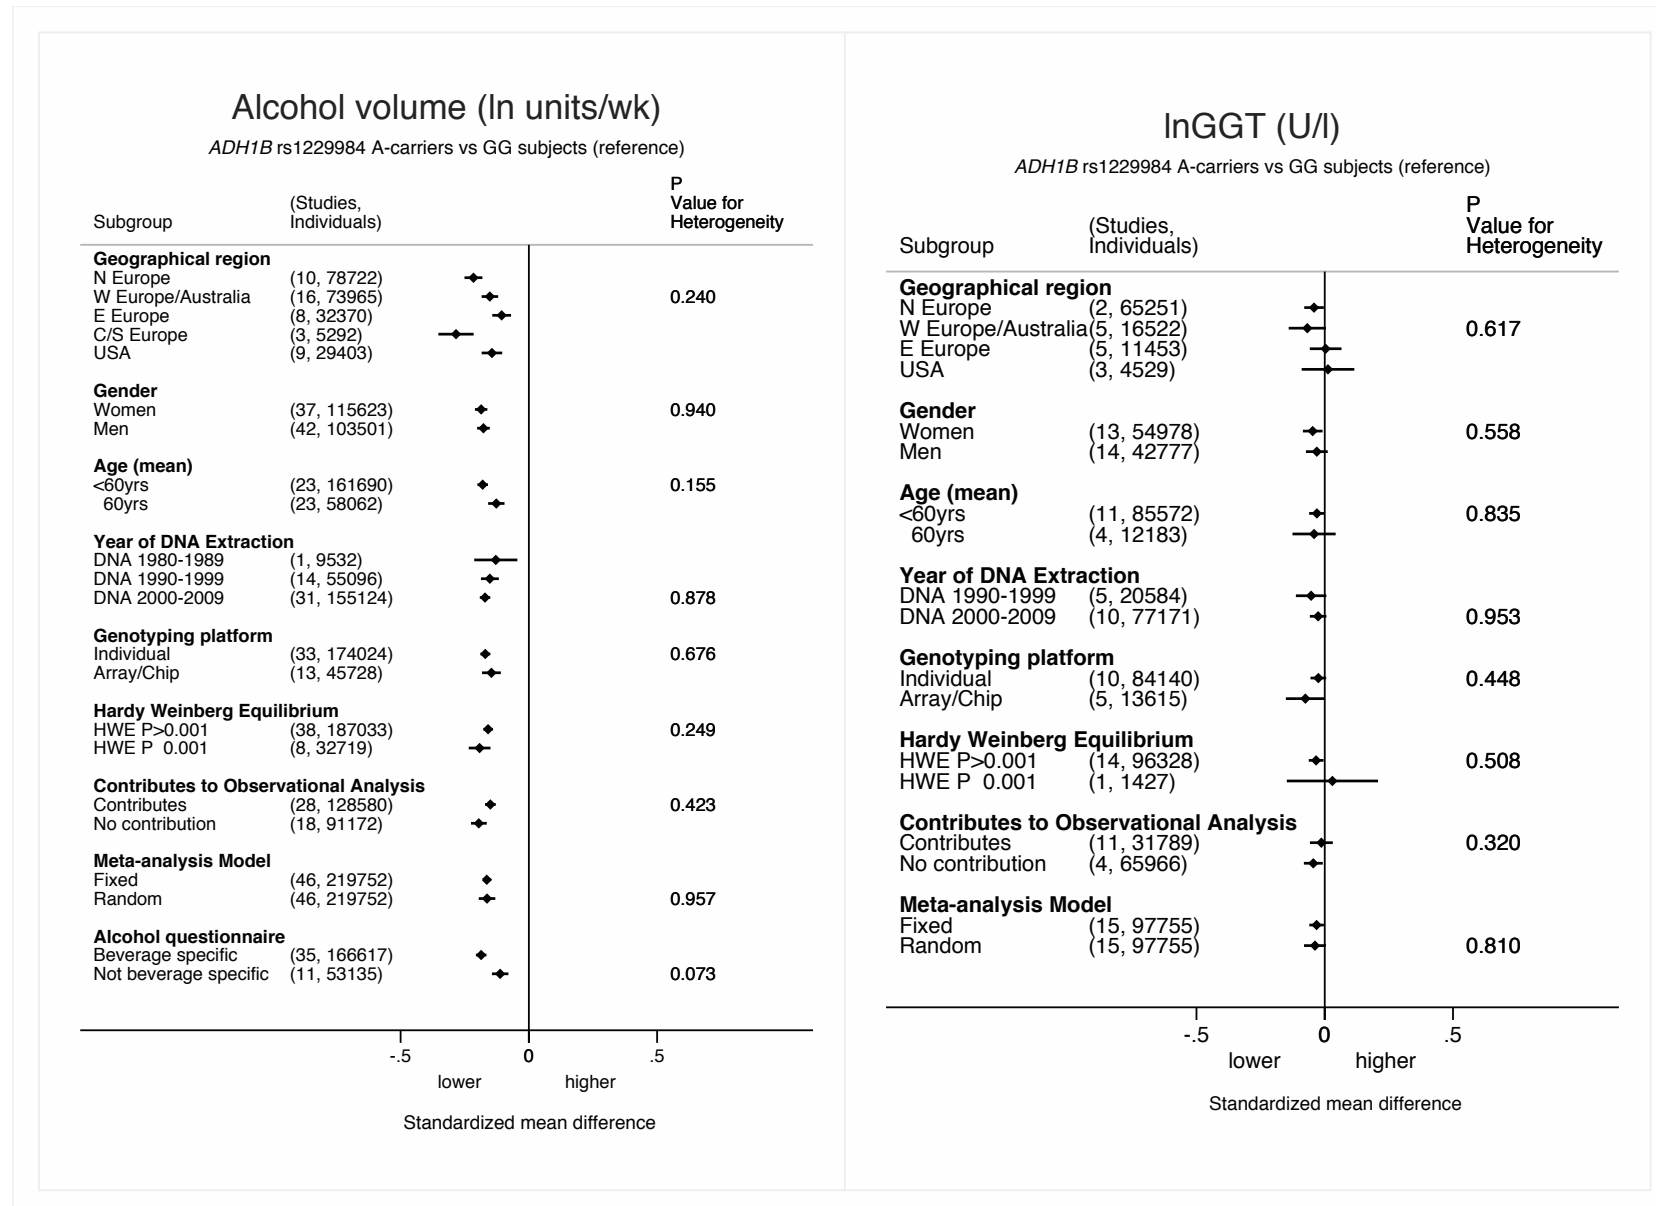 Alcohol volume (ln units/wk)
ADH1B rs1229984 A-carriers vs GG subjects (reference)
P
(Studies, Value for
Subgroup Individuals) Heterogeneity
Geographical region
N Europe (10, 78722)
W Europe/Australia (16, 73965) 0.240
E Europe (8, 32370)
C/S Europe (3, 5292)
USA (9, 29403)
Gender
Women (37, 115623) 0.940
Men (42, 103501)
Age (mean)
<60yrs (23, 161690) 0.155
60yrs (23, 58062)
Year of DNA Extraction
DNA 1980-1989 (1, 9532)
DNA 1990-1999 (14, 55096)
DNA 2000-2009 (31, 155124) 0.878
Genotyping platform
Individual (33, 174024) 0.676
Array/Chip (13, 45728)
Hardy Weinberg Equilibrium
HWE P>0.001 (38, 187033) 0.249
HWE P 0.001 (8, 32719)
Contributes to Observational Analysis
Contributes (28, 128580) 0.423
No contribution (18, 91172)
Meta-analysis Model
Fixed (46, 219752)
Random (46, 219752) 0.957
Alcohol questionnaire
Beverage specific (35, 166617)
Not beverage specific (11, 53135) 0.073
-.5 0 .5
lower higher
Standardized mean difference
lnGGT (U/l)
ADH1B rs1229984 A-carriers vs GG subjects (reference)
P
(Studies, Value for
Subgroup Individuals) Heterogeneity
Geographical region
N Europe (2, 65251)
W Europe/Australia (5, 16522) 0.617
E Europe (5, 11453)
USA (3, 4529)
Gender
Women (13, 54978) 0.558
Men (14, 42777)
Age (mean)
<60yrs (11, 85572) 0.835
60yrs (4, 12183)
Year of DNA Extraction
DNA 1990-1999 (5, 20584)
DNA 2000-2009 (10, 77171) 0.953
Genotyping platform
Individual (10, 84140) 0.448
Array/Chip (5, 13615)
Hardy Weinberg Equilibrium
HWE P>0.001 (14, 96328) 0.508
HWE P 0.001 (1, 1427)
Contributes to Observational Analysis
Contributes (11, 31789) 0.320
No contribution (4, 65966)
Meta-analysis Model
Fixed (15, 97755)
Random (15, 97755) 0.810
-.5 0 .5
lower higher
Standardized mean difference